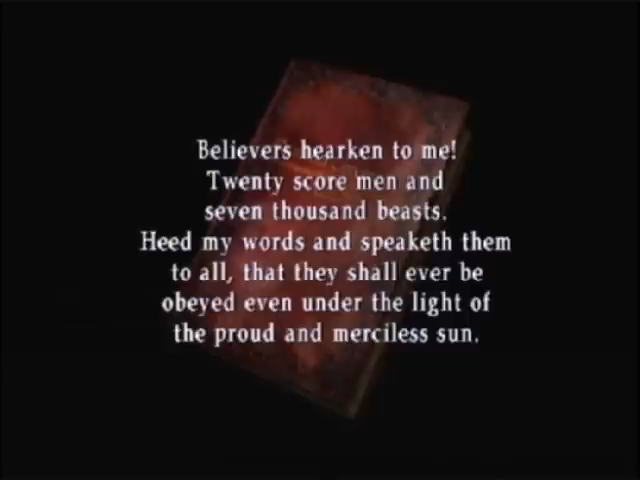 Believers hearken to me!
Twenty score men and
seven thousand beasts.
Heed my words and speaketh them
to all, that they shall ever be
obeyed even under the light of
the proud and merciless sun.